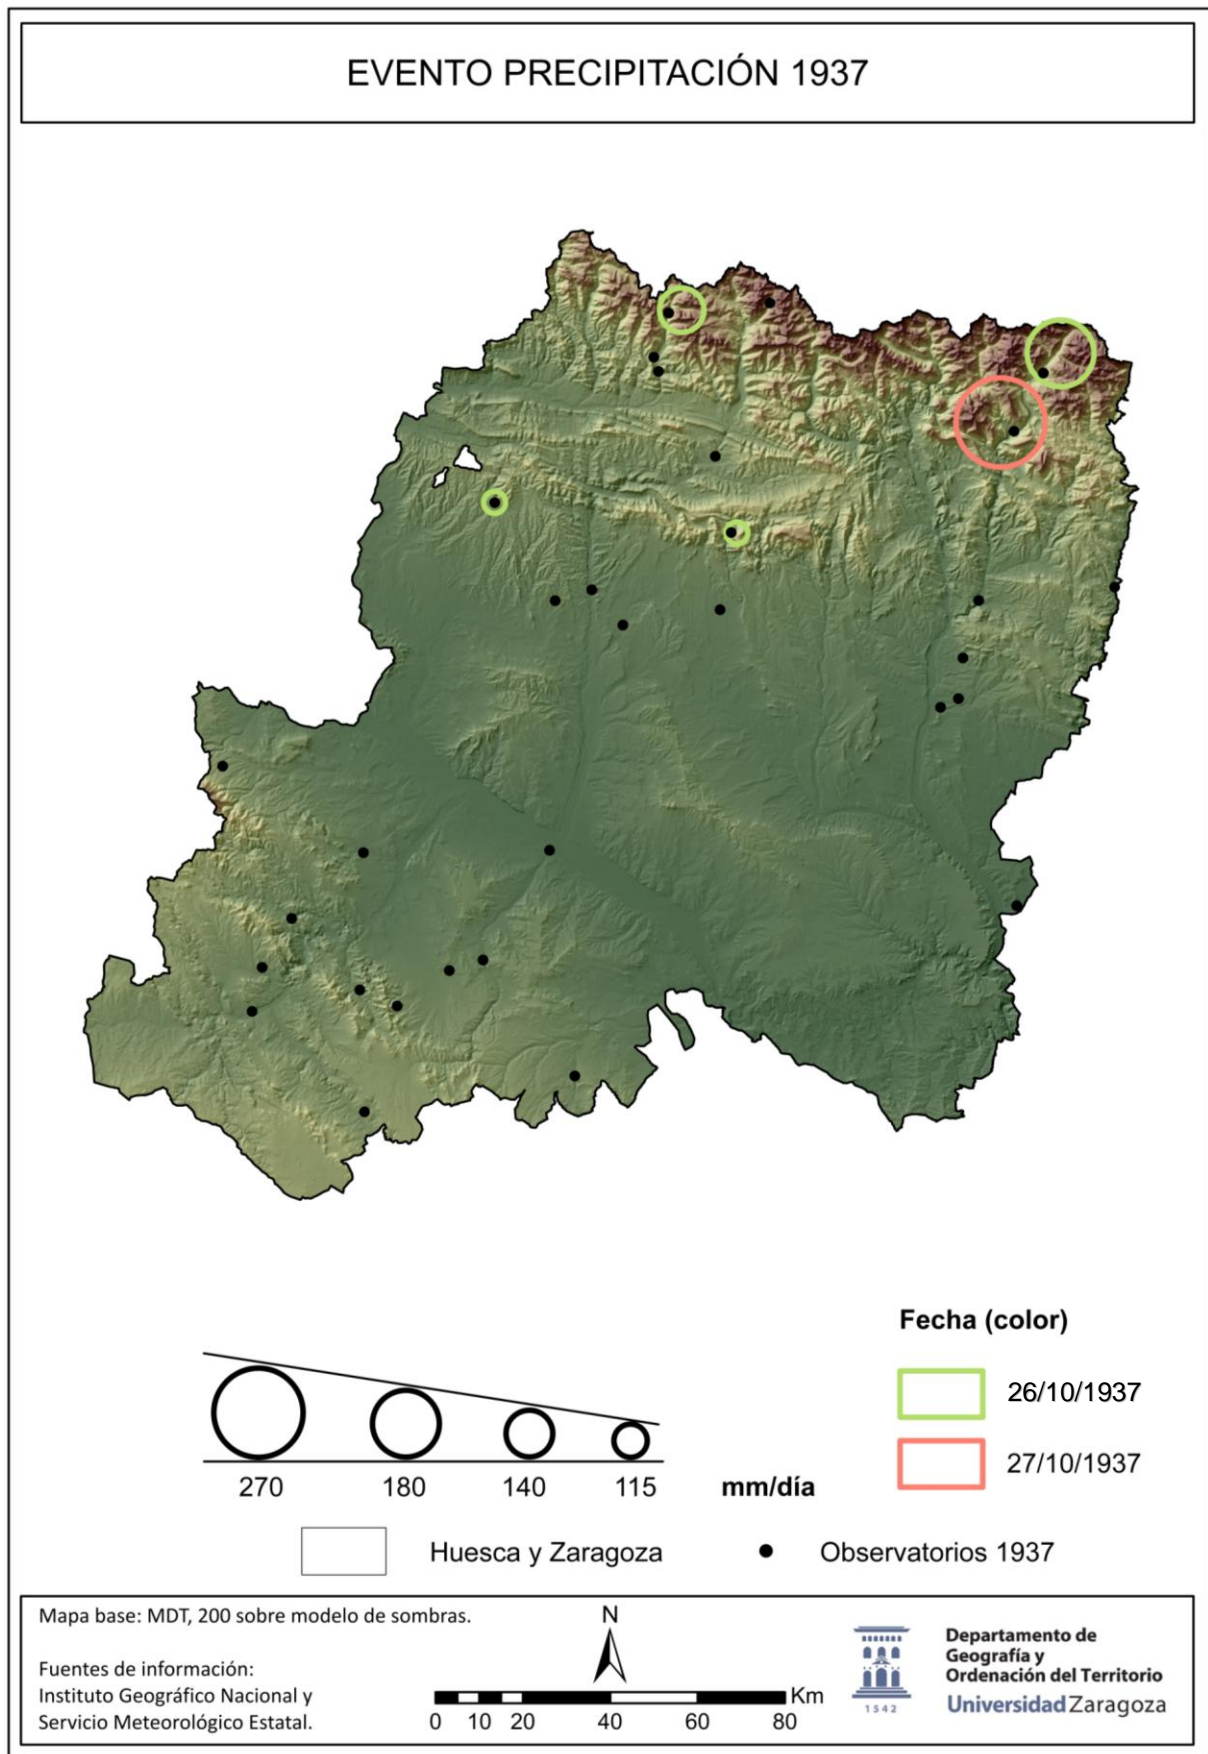 EVENTO PRECIPITACIÓN 1937
Fecha (color)
26/10/1937
27/10/1937
270 180 140 115 mm/día
Huesca y Zaragoza
Observatorios 1937
Mapa base: MDT, 200 sobre modelo de sombras.
Fuentes de información:
Instituto Geográfico Nacional y
Servicio Meteorológico Estatal.
N
Km
0 10 20 40 60 80
1542
Departamento de
Geografía y
Ordenación del Territorio
Universidad Zaragoza